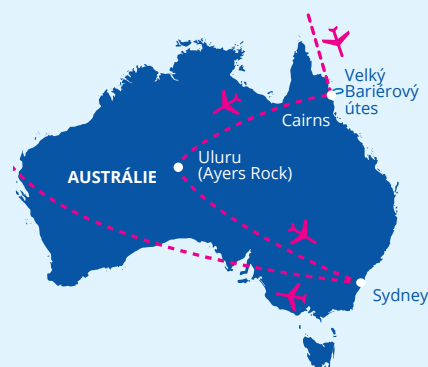 Velký
Bariérový
útes
Cairns
Uluru
(Ayers Rock)
AUSTRÁLIE
Sydney